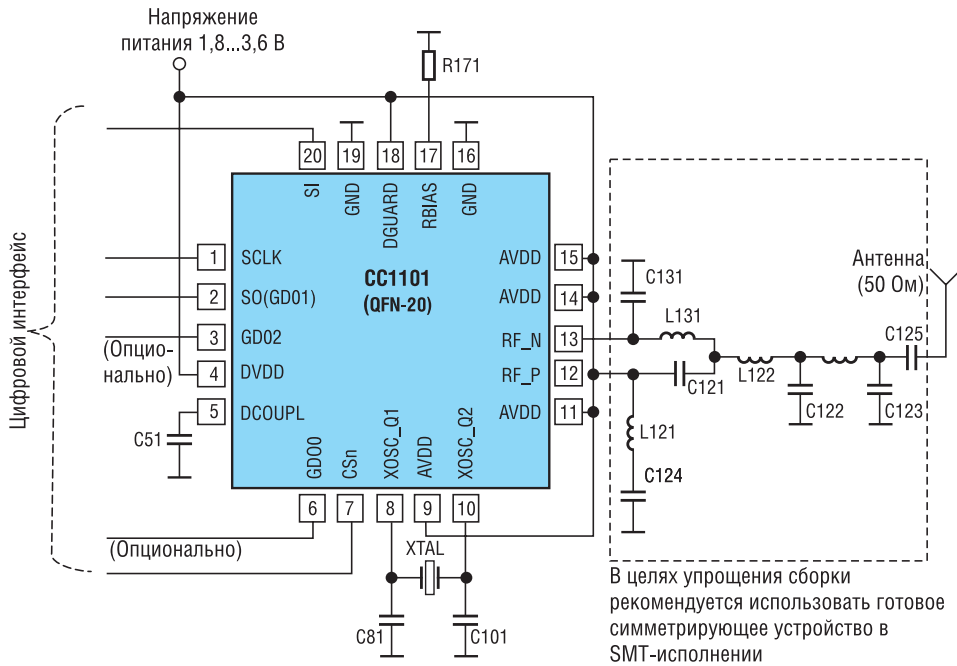 Напряжение
питания 1,8...3,6 В
R171
20
19
18
17
16
SI
GND
DGUARD
RBIAS
GND
Цифровой интерфейс
1
SCLK
2
SO(GD01)
3
GD02
(Опцио-
нально)
4
DVDD
5
DCOUPL
C51
CC1101
(QFN-20)
AVDD
15
AVDD
14
RF_N
13
RF_P
12
AVDD
11
GDO0
CSn
XOSC_Q1
AVDD
XOSC_Q2
6
7
8
9
10
(Опционально)
XTAL
C81
C101
C131
L131
C121
L122
C122
C123
C125
L121
C124
Антенна
(50 Ом)
В целях упрощения сборки
рекомендуется использовать готовое
симметрирующее устройство в
SMT-исполнении